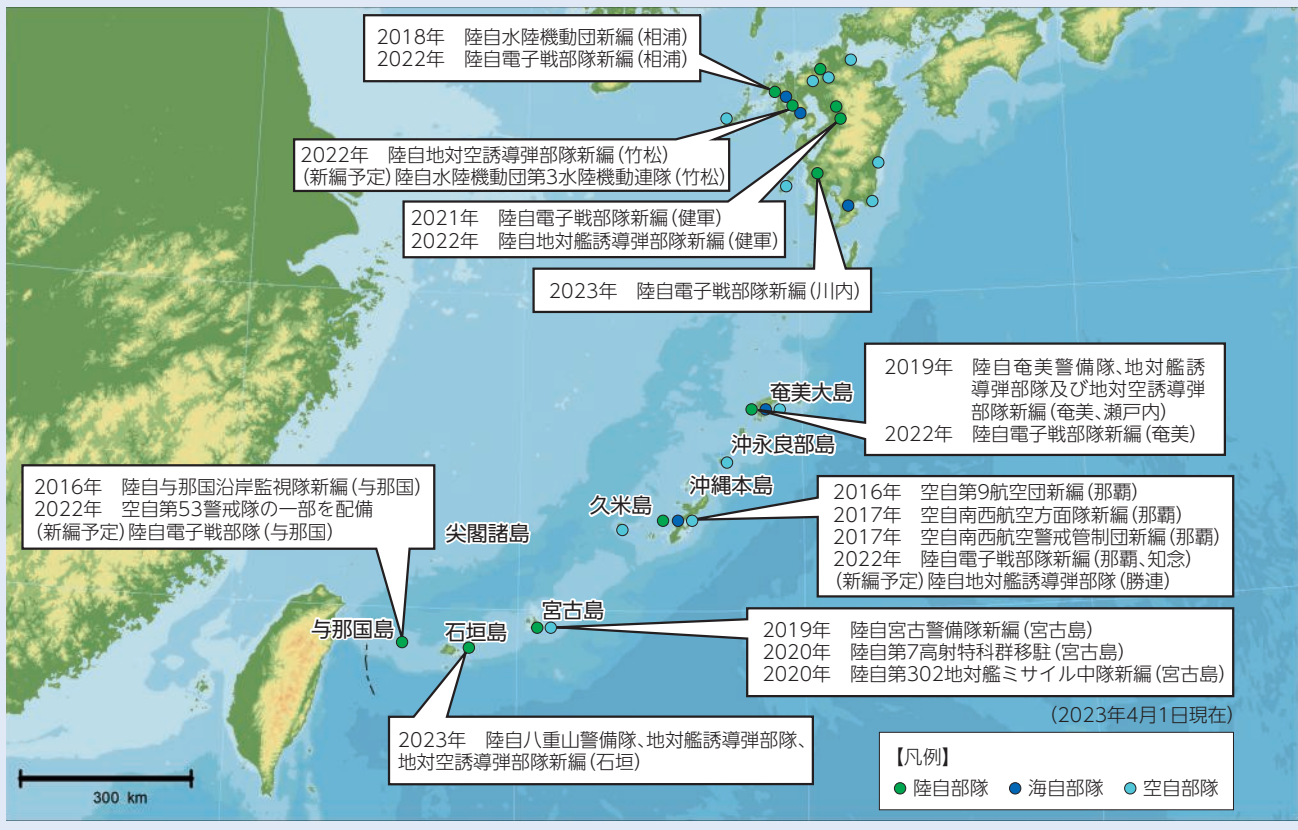 2018年 陸自水陸機動団新編(相浦)
2022年 陸自電子戦部隊新編(相浦)
2022年 陸自地対空誘導弾部隊新編(竹松)
(新編予定)陸自水陸機動団第3水陸機動連隊(竹松)
2021年 陸自電子戦部隊新編(健軍)
2022年 陸自地対艦誘導弾部隊新編(健軍)
2023年 陸自電子戦部隊新編(川内)
2019年 陸自奄美警備隊、地対艦誘
導弾部隊及び地対空誘導弾
部隊新編(奄美、瀬戸内)
2022年 陸自電子戦部隊新編(奄美)
奄美大島
沖永良部島
沖縄本島
久米島
尖閣諸島
2016年 陸自与那国沿岸監視隊新編(与那国)
2022年 空自第53警戒隊の一部を配備
(新編予定)陸自電子戦部隊(与那国)
2016年 空自第9航空団新編(那覇)
2017年 空自南西航空方面隊新編(那覇)
2017年 空自南西航空警戒管制団新編(那覇)
2022年 陸自電子戦部隊新編(那覇、知念)
(新編予定)陸自地対艦誘導弾部隊(勝連)
与那国島
石垣島
宮古島
2019年 陸自宮古警備隊新編(宮古島)
2020年 陸自第7高射特科群移駐(宮古島)
2020年 陸自第302地対艦ミサイル中隊新編(宮古島)
2023年 陸自八重山警備隊、地対艦誘導弾部隊、
地対空誘導弾部隊新編(石垣)
(2023年4月1日現在)
【凡例】
陸自部隊 海自部隊 空自部隊
300 km